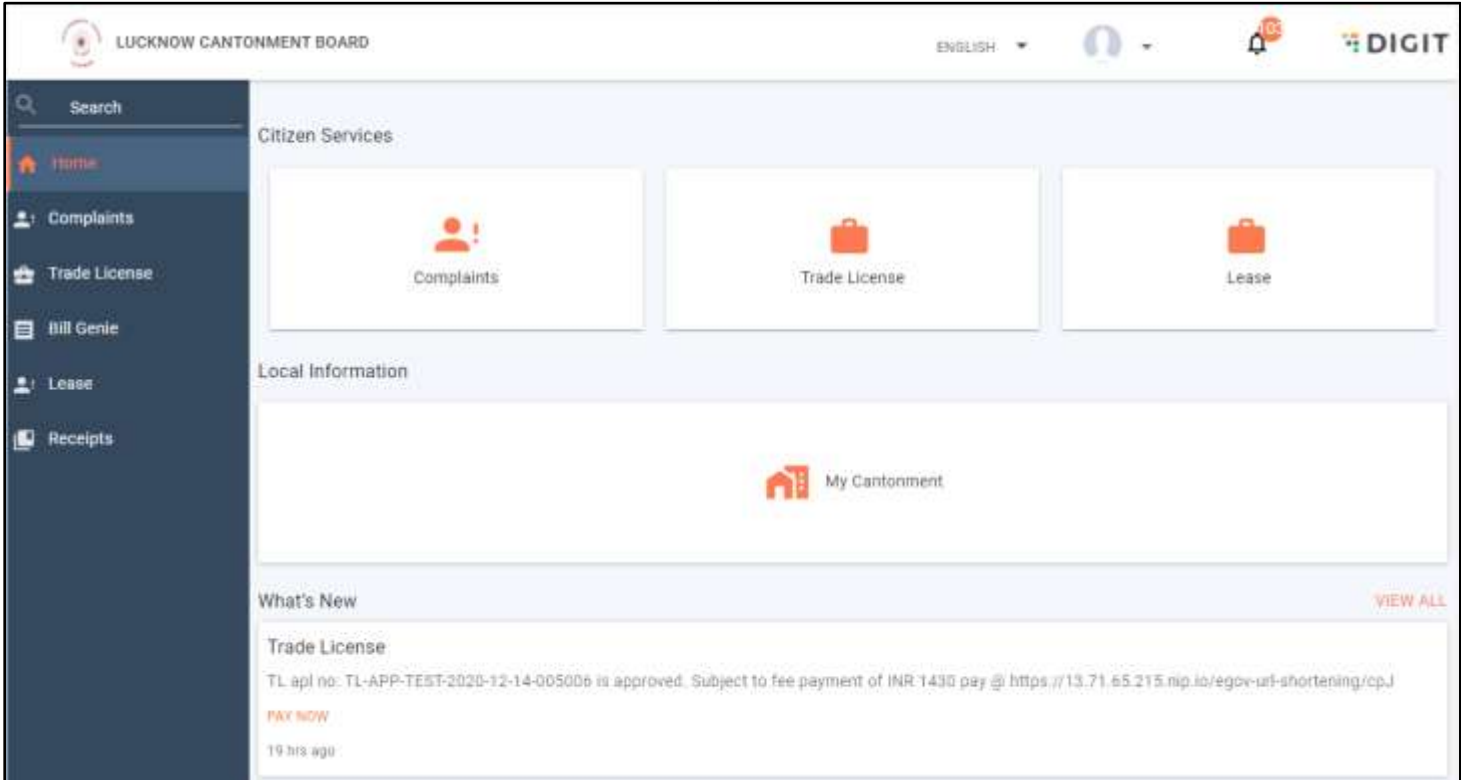 LUCKNOW CANTONMENT BOARD
ENGLISH
103
DIGIT
Search
Home
Complaints
Trade License
Bill Genie
Lease
Receipts
Citizen Services
Complaints
Trade License
Lease
Local Information
My Cantonment
What's New
VIEW ALL
Trade License
TL apl no: TL-APP-TEST-2020-12-14-005006 is approved. Subject to fee payment of INR 1430 pay @ https://13.71.65.215.nip.io/egov-url-shortening/cpJ
PAY NOW
19 hrs ago